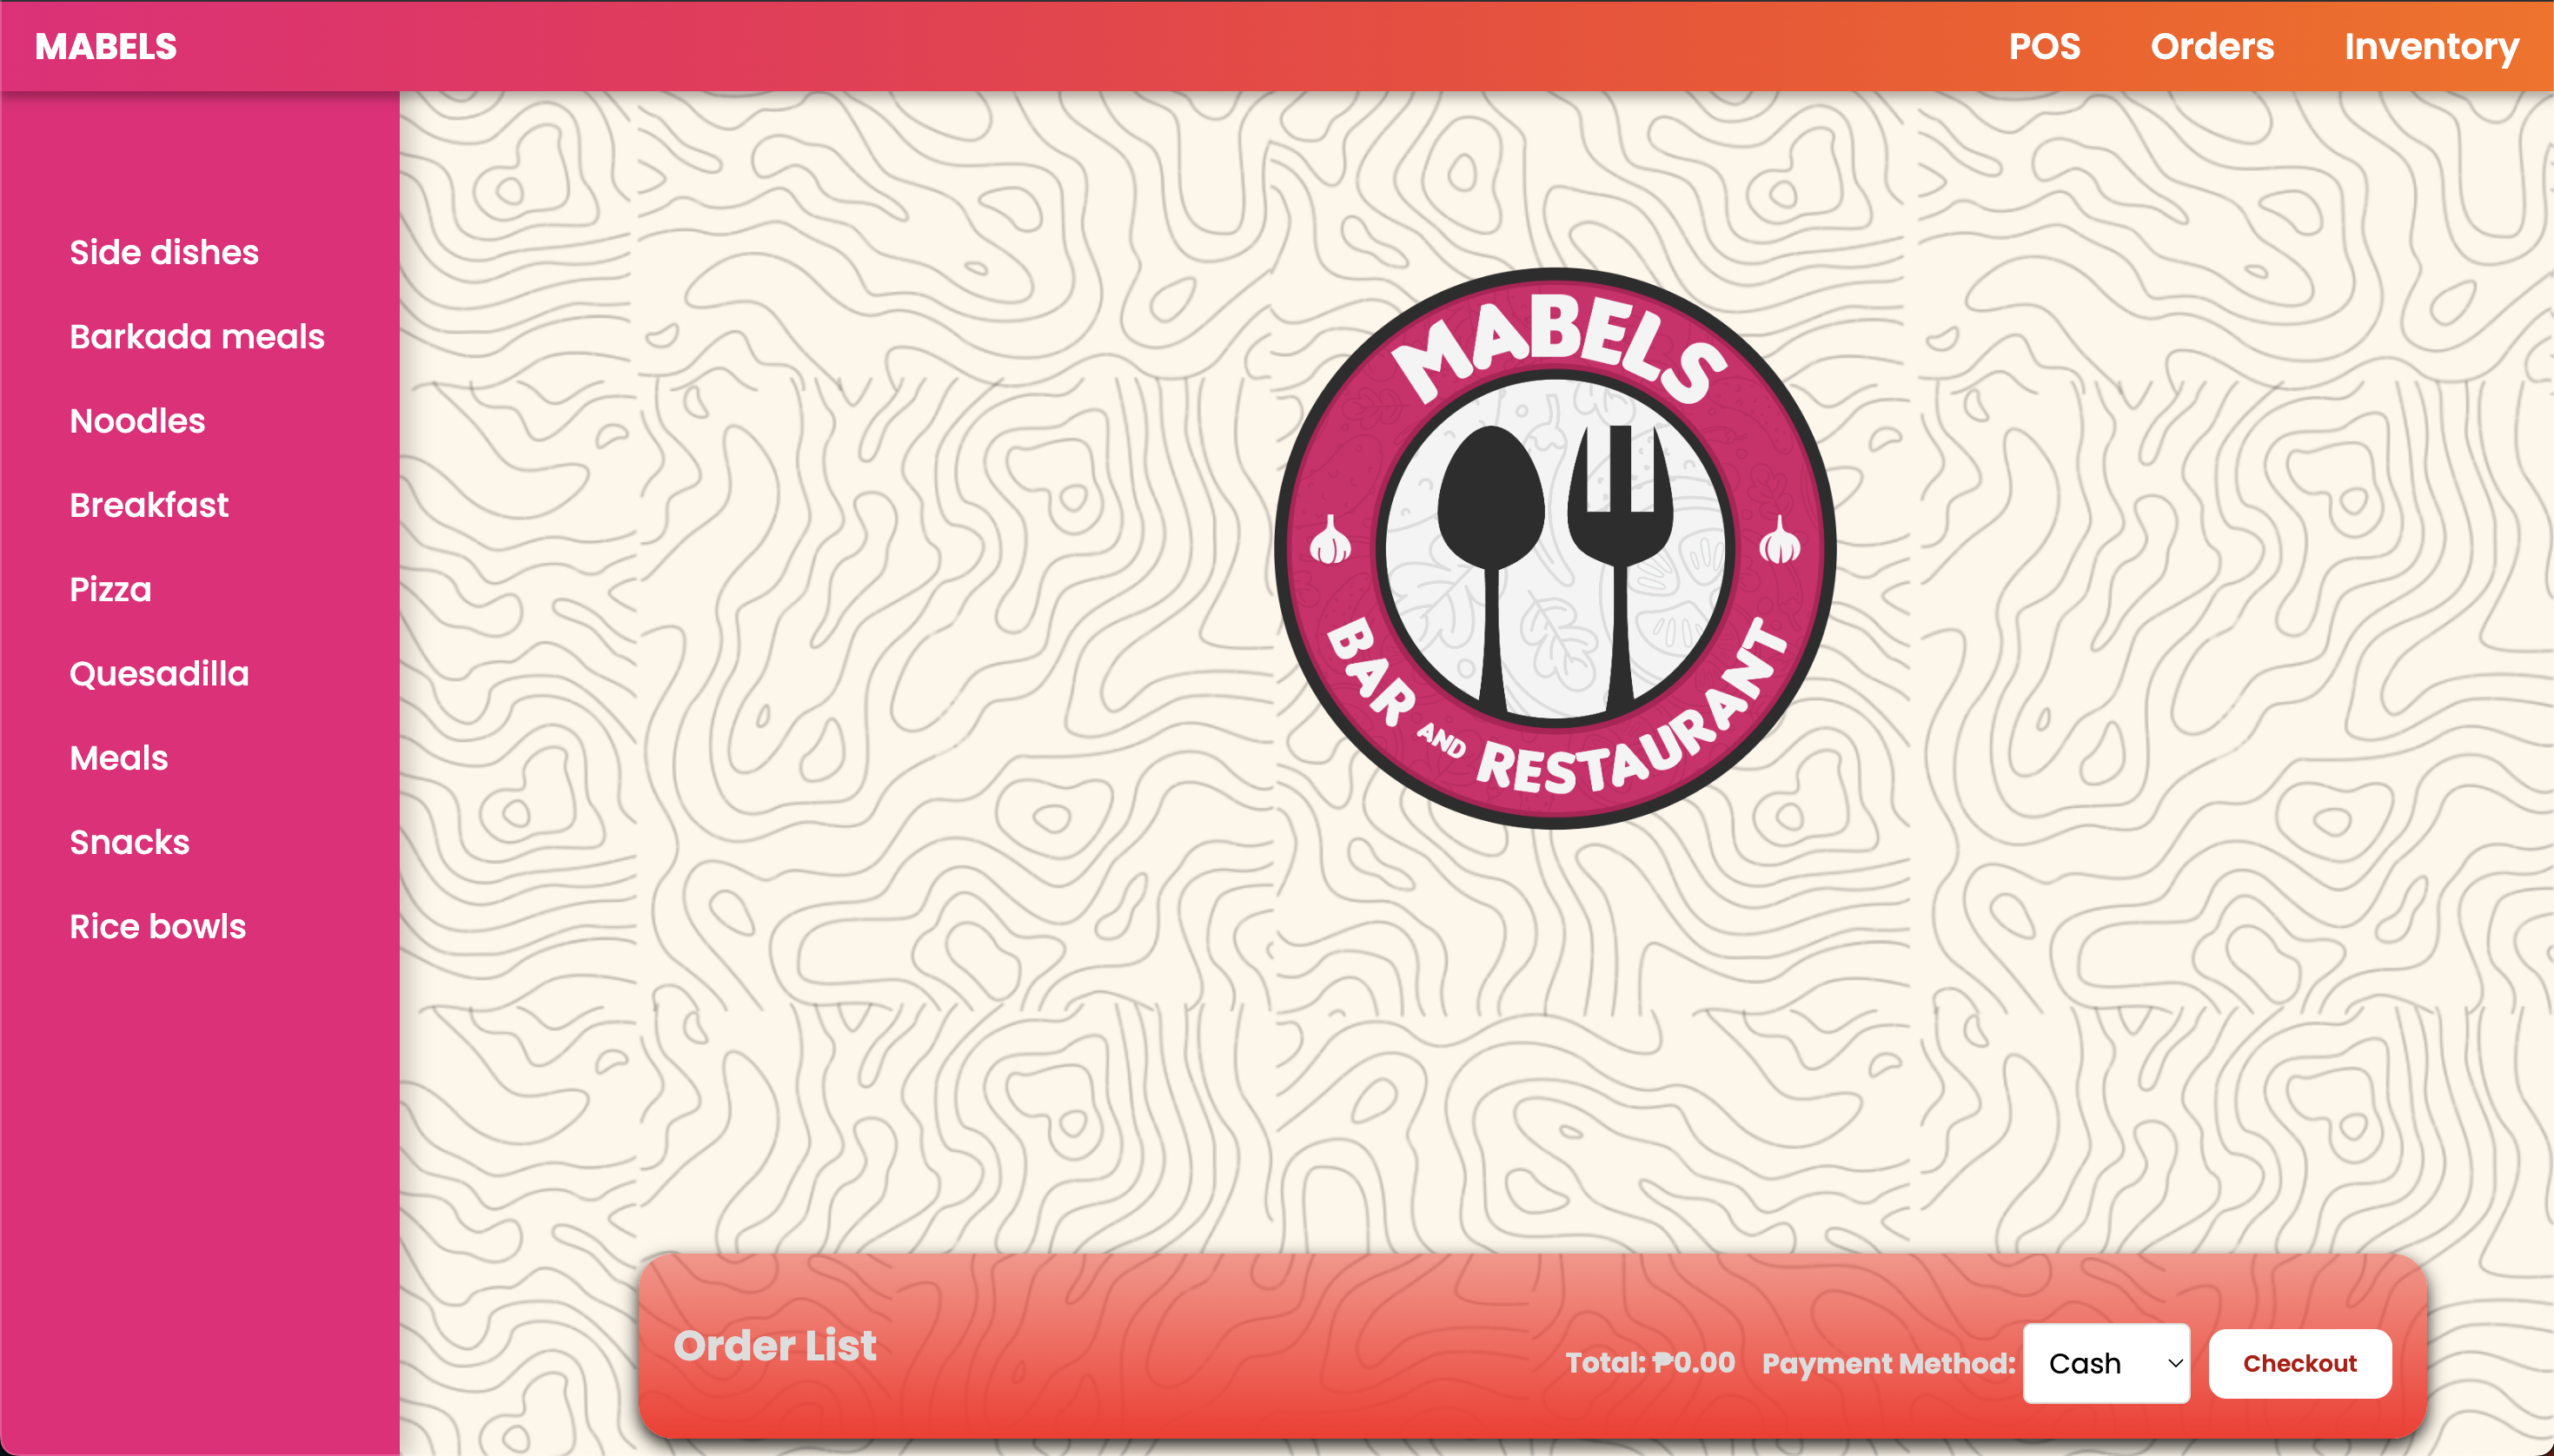 MABELS
POS Orders Inventory
Side dishes
Barkada meals
Noodles
Breakfast
Pizza
Quesadilla
Meals
Snacks
Rice bowls
MABELS
BAR AND RESTAURANT
Order List
Total: ₱0.00 Payment Method: Cash Checkout